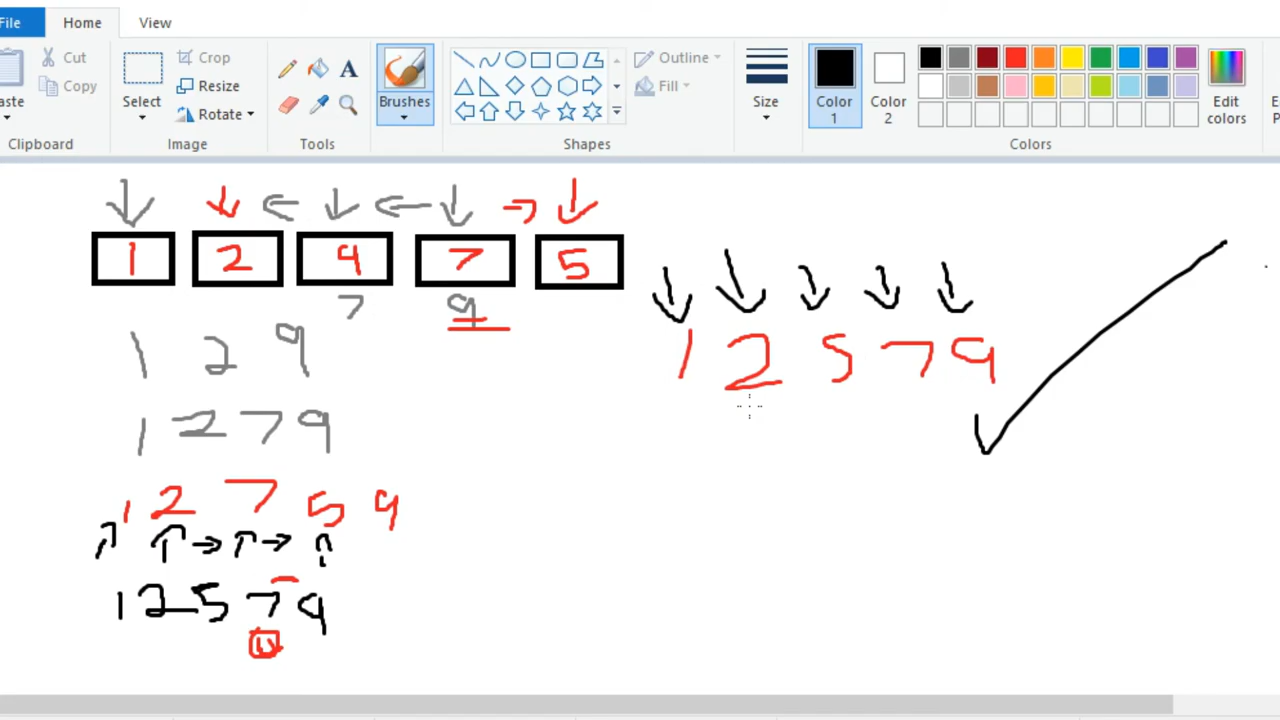 File Home View
Cut
Copy
Paste
Clipboard
Select
Crop
Resize
Rotate
Image
A
Tools
Brushes
Outline
Fill
Shapes
Size
Color 1
Color 2
Edit colors
Colors
1 2 9 7 5
7 9
1 2 9
1 2 7 9
1 2 7 5 9
1 2 5 7 9
1 2 5 7 9